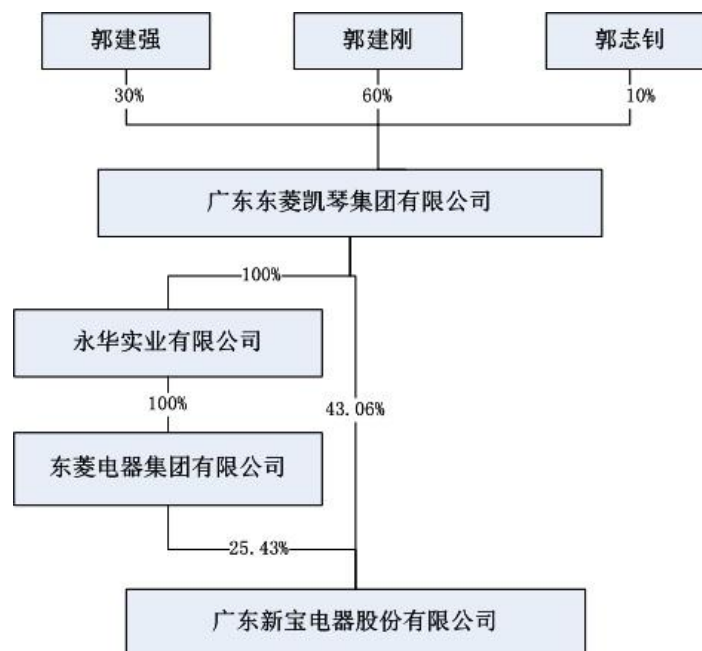 郭建强
郭建刚
郭志钊
30%
60%
10%
广东东菱凯琴集团有限公司
100%
永华实业有限公司
100%
43.06%
东菱电器集团有限公司
25.43%
广东新宝电器股份有限公司